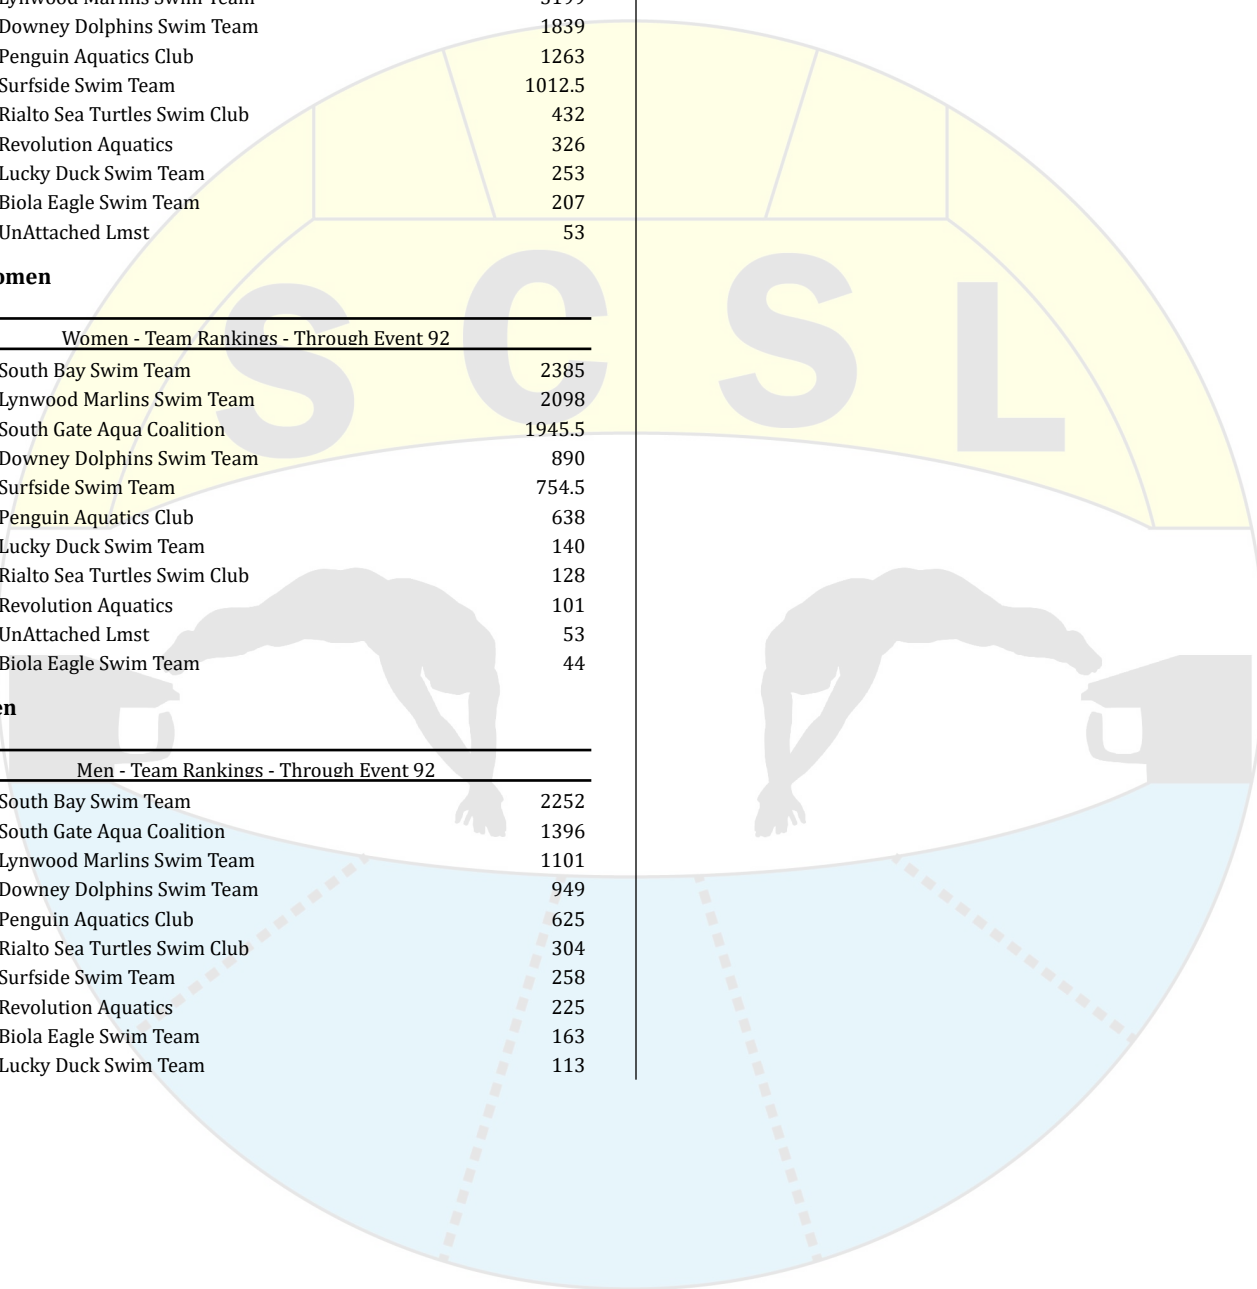 Lynwood Marlins Swim Team 3199
Downey Dolphins Swim Team 1839
Penguin Aquatics Club 1263
Surfside Swim Team 1012.5
Rialto Sea Turtles Swim Club 432
Revolution Aquatics 326
Lucky Duck Swim Team 253
Biola Eagle Swim Team 207
UnAttached Lmst 53
omen
Women - Team Rankings - Through Event 92
South Bay Swim Team 2385
Lynwood Marlins Swim Team 2098
South Gate Aqua Coalition 1945.5
Downey Dolphins Swim Team 890
Surfside Swim Team 754.5
Penguin Aquatics Club 638
Lucky Duck Swim Team 140
Rialto Sea Turtles Swim Club 128
Revolution Aquatics 101
UnAttached Lmst 53
Biola Eagle Swim Team 44
en
Men - Team Rankings - Through Event 92
South Bay Swim Team 2252
South Gate Aqua Coalition 1396
Lynwood Marlins Swim Team 1101
Downey Dolphins Swim Team 949
Penguin Aquatics Club 625
Rialto Sea Turtles Swim Club 304
Surfside Swim Team 258
Revolution Aquatics 225
Biola Eagle Swim Team 163
Lucky Duck Swim Team 113
SCSL